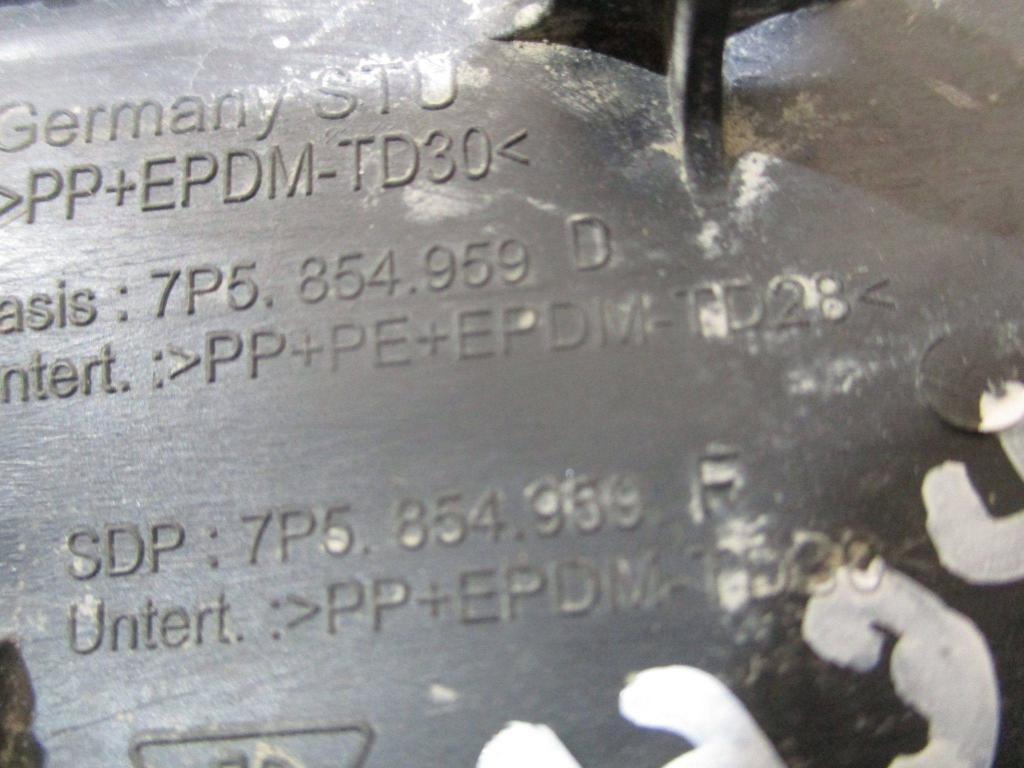 Germany STU
>PP+EPDM-TD30<
asis : 7P5. 854.959 D
ntert. :>PP+PE+EPDM-TD28<
SDP : 7P5. 854.959 F
Untert. :>PP+EPDM-